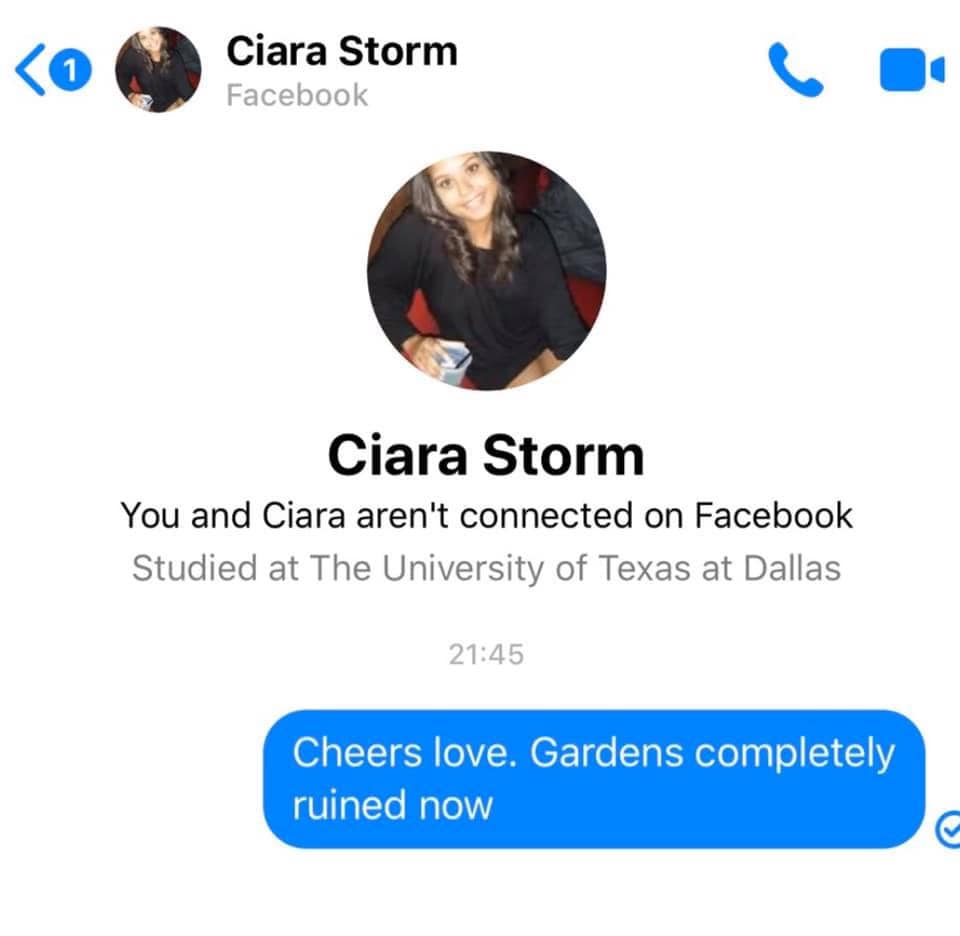 1
Ciara Storm
Facebook
Ciara Storm
You and Ciara aren't connected on Facebook
Studied at The University of Texas at Dallas
21:45
Cheers love. Gardens completely
ruined now